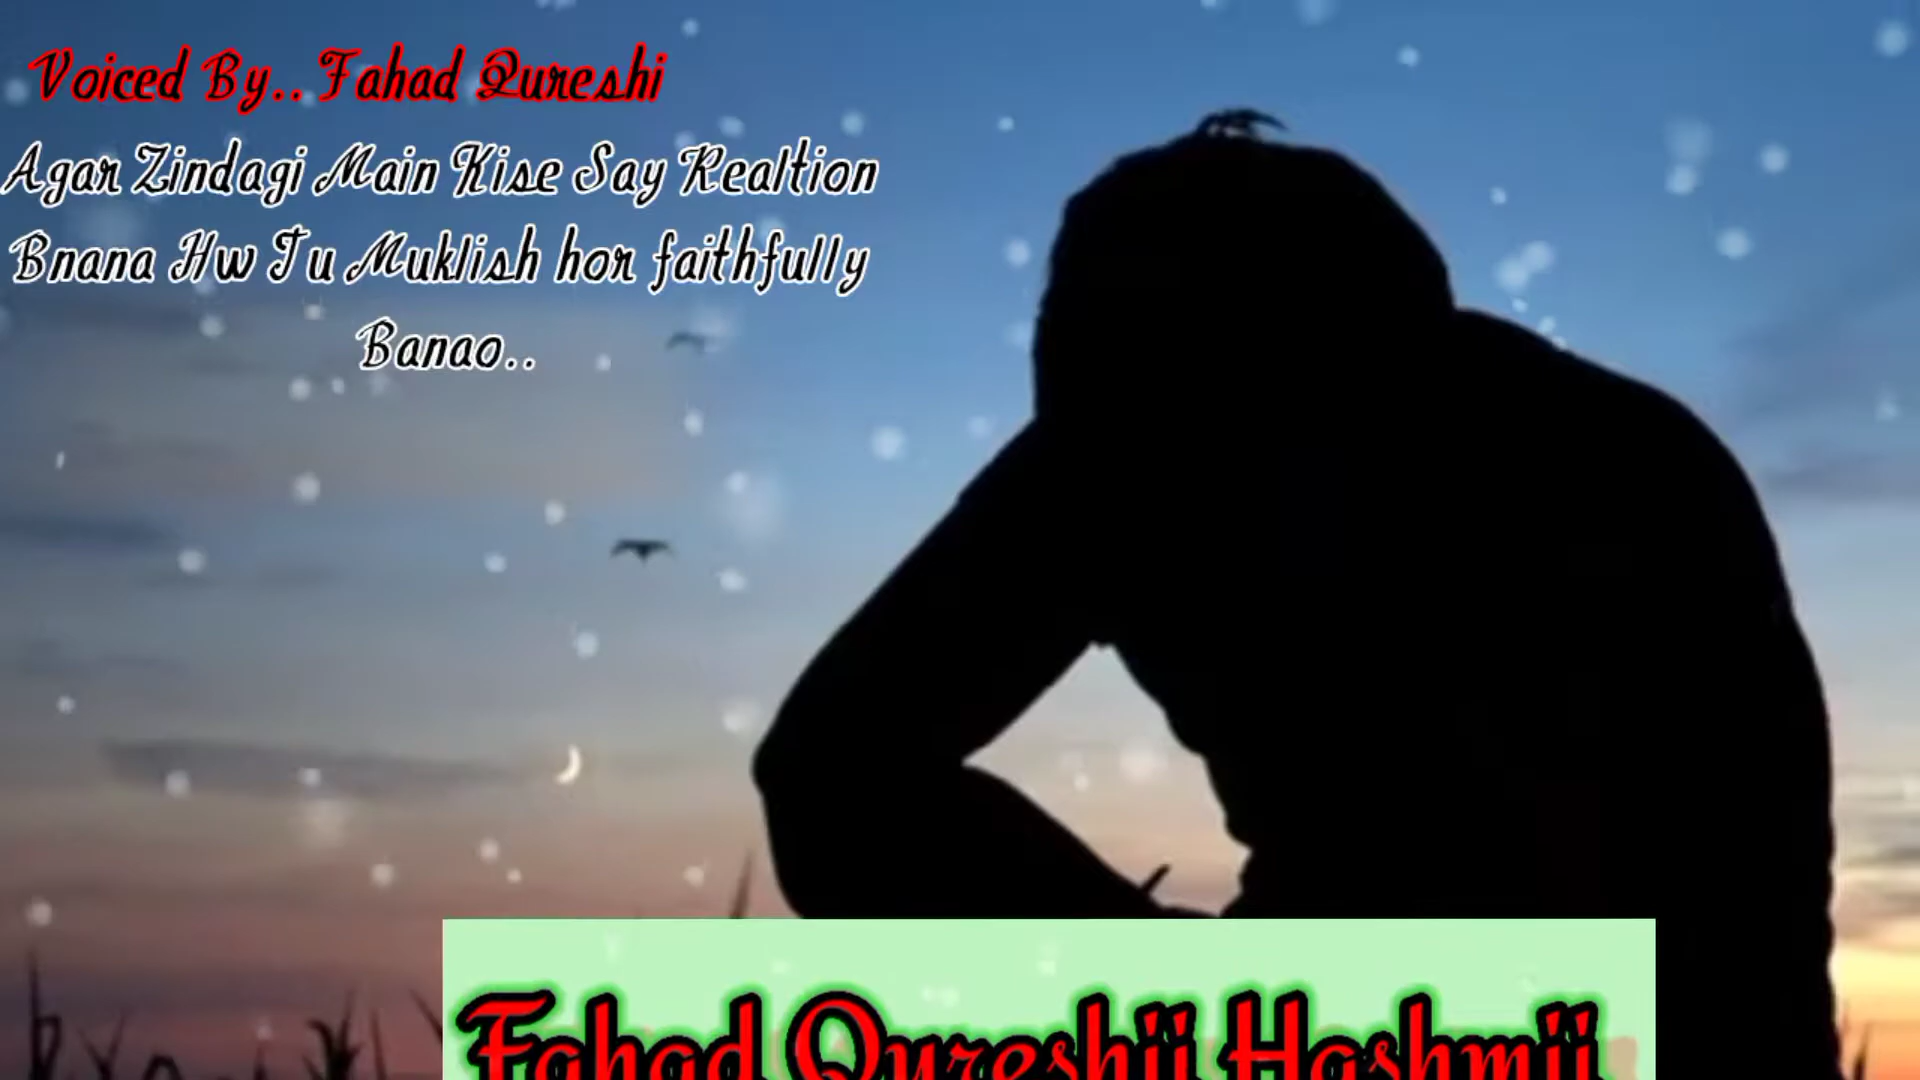 Voiced By.. Fahad Qureshi
Agar Zindagi Main Kise Say Realtion
Bnana Hw Tu Muklish hor faithfully
Banao..
Fahad Qureshii Hashmii